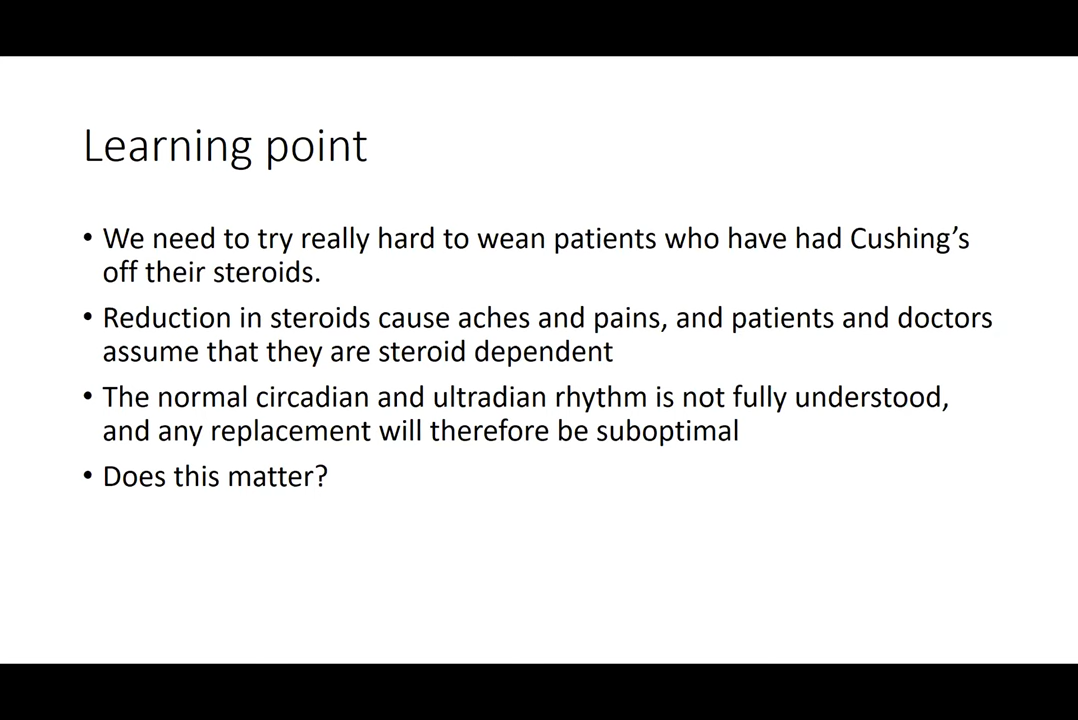 Learning point
• We need to try really hard to wean patients who have had Cushing’s
off their steroids.
• Reduction in steroids cause aches and pains, and patients and doctors
assume that they are steroid dependent
• The normal circadian and ultradian rhythm is not fully understood,
and any replacement will therefore be suboptimal
• Does this matter?